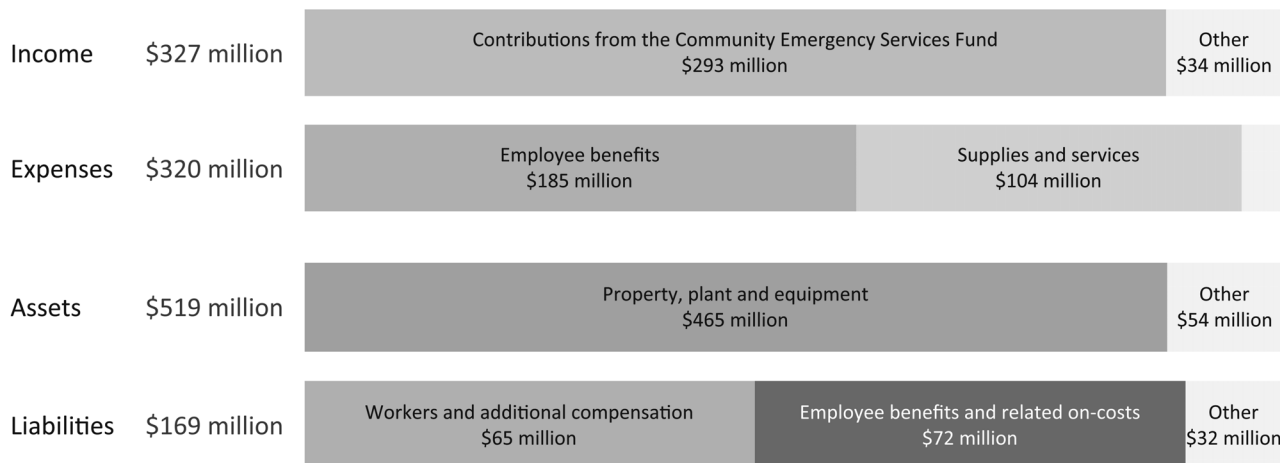 Income $327 million
Contributions from the Community Emergency Services Fund
$293 million
Other
$34 million
Expenses $320 million
Employee benefits
$185 million
Supplies and services
$104 million
Assets $519 million
Property, plant and equipment
$465 million
Other
$54 million
Liabilities $169 million
Workers and additional compensation
$65 million
Employee benefits and related on-costs
$72 million
Other
$32 million